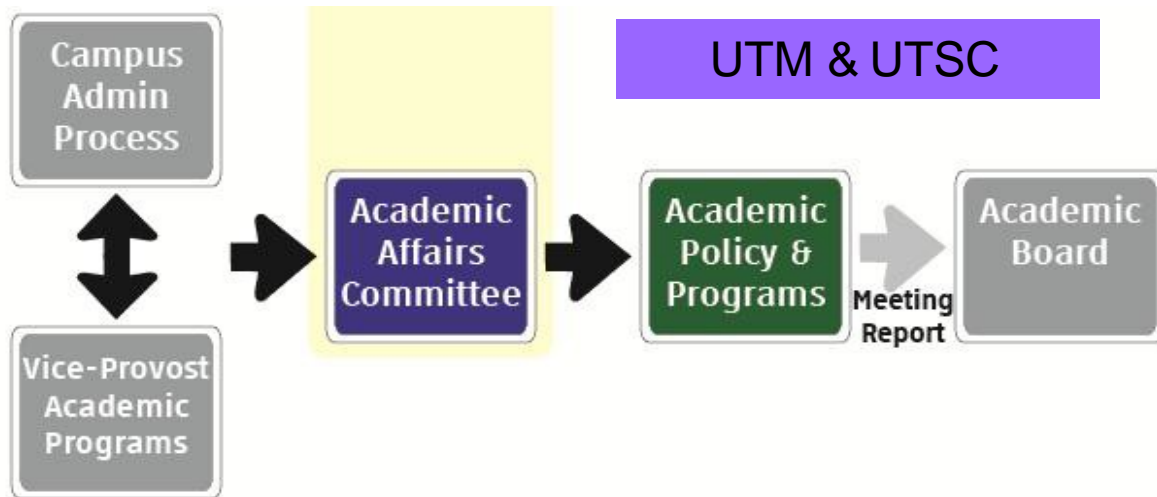 Campus
Admin
Process
UTM & UTSC
Academic
Affairs
Committee
Academic
Policy &
Programs
Meeting
Report
Academic
Board
Vice-Provost
Academic
Programs